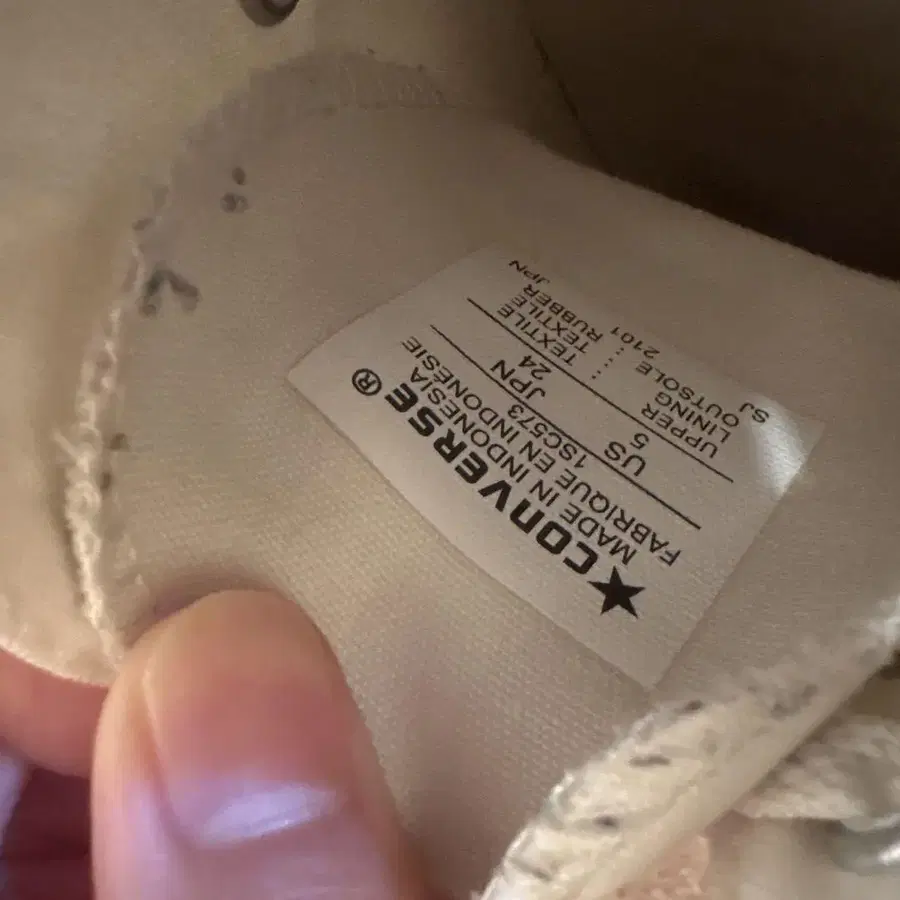 ★CONVERSE®
MADE IN INDONESIA
FABRIQUE EN INDONÉSIE
1SC573
US JPN
5 24
UPPER TEXTILE
LINING TEXTILE
OUTSOLE RUBBER
SJ 2101 JPN